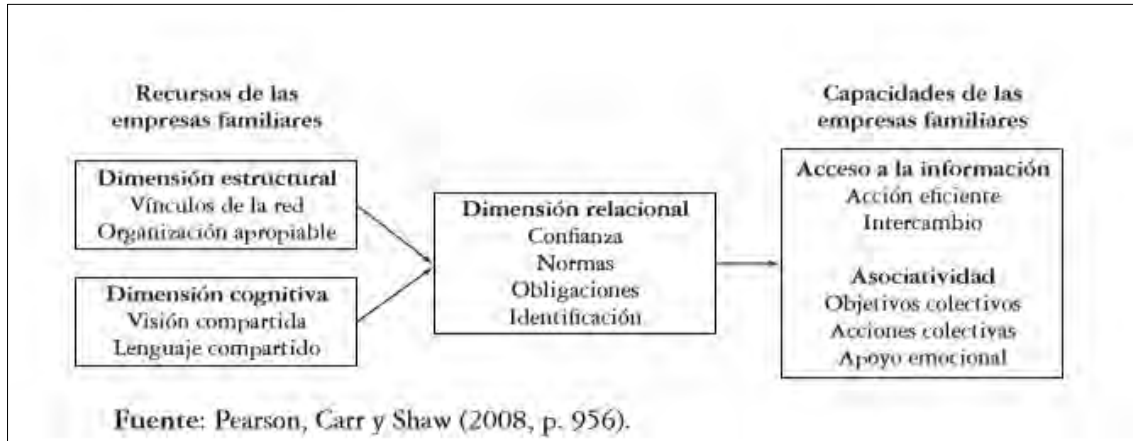 Recursos de las
empresas familiares
Dimensión estructural
Vínculos de la red
Organización apropiable
Dimensión cognitiva
Visión compartida
Lenguaje compartido
Dimensión relacional
Confianza
Normas
Obligaciones
Identificación
Capacidades de las
empresas familiares
Acceso a la información
Acción eficiente
Intercambio
Asociatividad
Objetivos colectivos
Acciones colectivas
Apoyo emocional
Fuente: Pearson, Carr y Shaw (2008, p. 956).